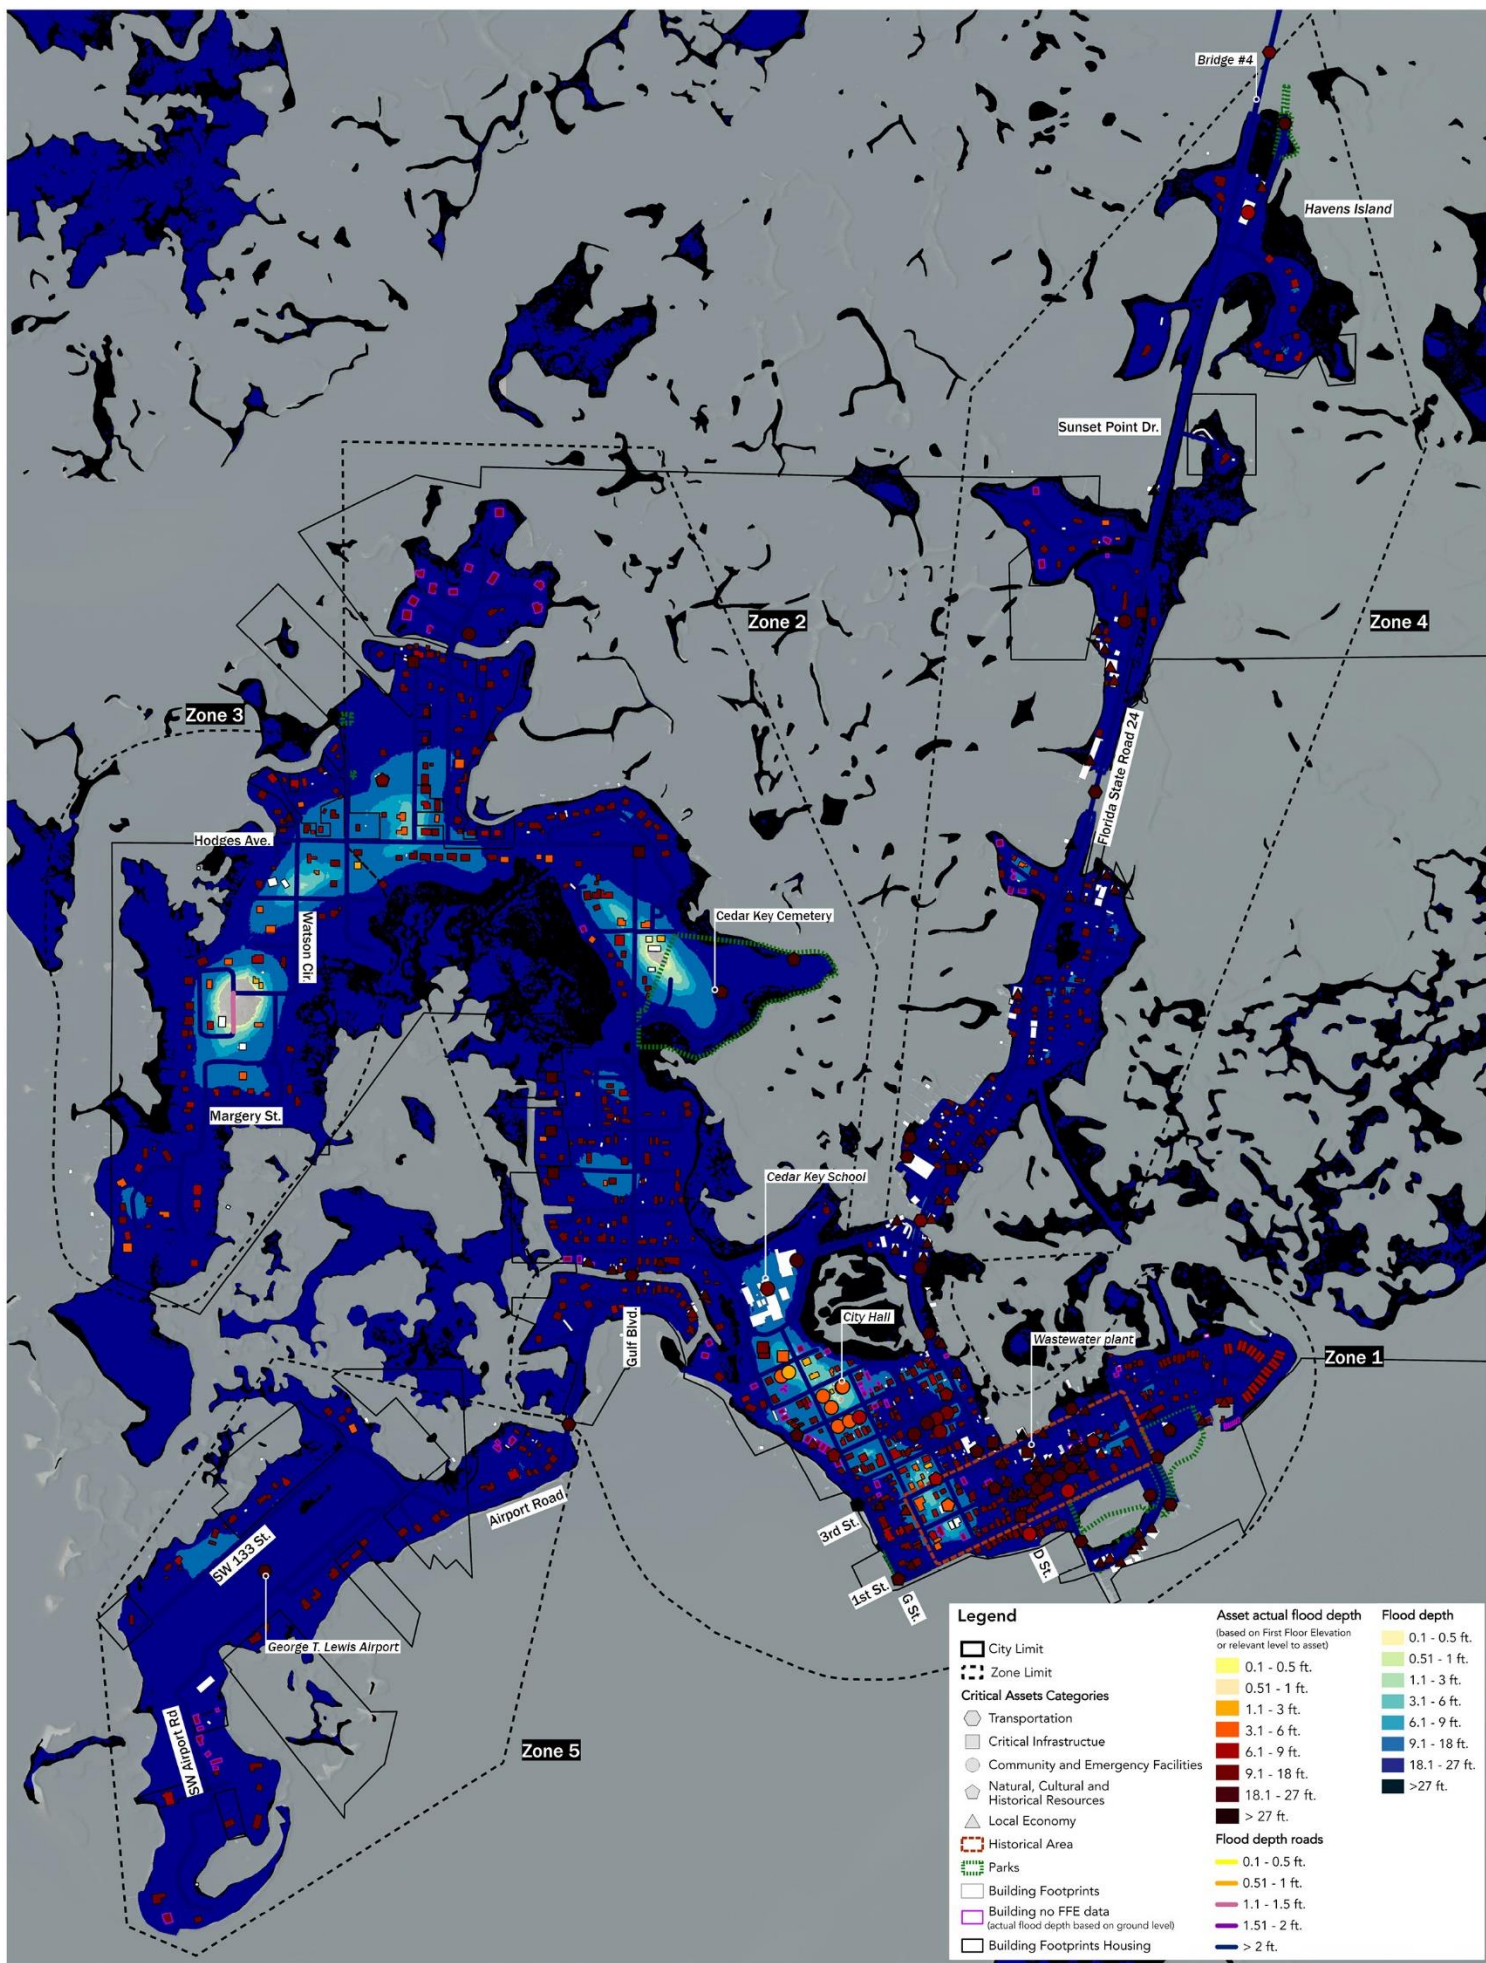 Bridge #4
Havens Island
Sunset Point Dr.
Zone 2
Zone 4
Zone 3
Florida State Road 24
Hodges Ave.
Watson Cir.
Cedar Key Cemetery
Margery St.
Cedar Key School
City Hall
Gulf Blvd.
Wastewater plant
Zone 1
Airport Road
3rd St.
SW 133 St.
D St.
1st St.
G St.
George T. Lewis Airport
SW Airport Rd
Zone 5
Legend
City Limit
Zone Limit
Critical Assets Categories
Transportation
Critical Infrastructue
Community and Emergency Facilities
Natural, Cultural and
Historical Resources
Local Economy
Historical Area
Parks
Building Footprints
Building no FFE data
(actual flood depth based on ground level)
Building Footprints Housing
Asset actual flood depth
(based on First Floor Elevation
or relevant level to asset)
0.1 - 0.5 ft.
0.51 - 1 ft.
1.1 - 3 ft.
3.1 - 6 ft.
6.1 - 9 ft.
9.1 - 18 ft.
18.1 - 27 ft.
> 27 ft.
Flood depth roads
0.1 - 0.5 ft.
0.51 - 1 ft.
1.1 - 1.5 ft.
1.51 - 2 ft.
> 2 ft.
Flood depth
0.1 - 0.5 ft.
0.51 - 1 ft.
1.1 - 3 ft.
3.1 - 6 ft.
6.1 - 9 ft.
9.1 - 18 ft.
18.1 - 27 ft.
>27 ft.